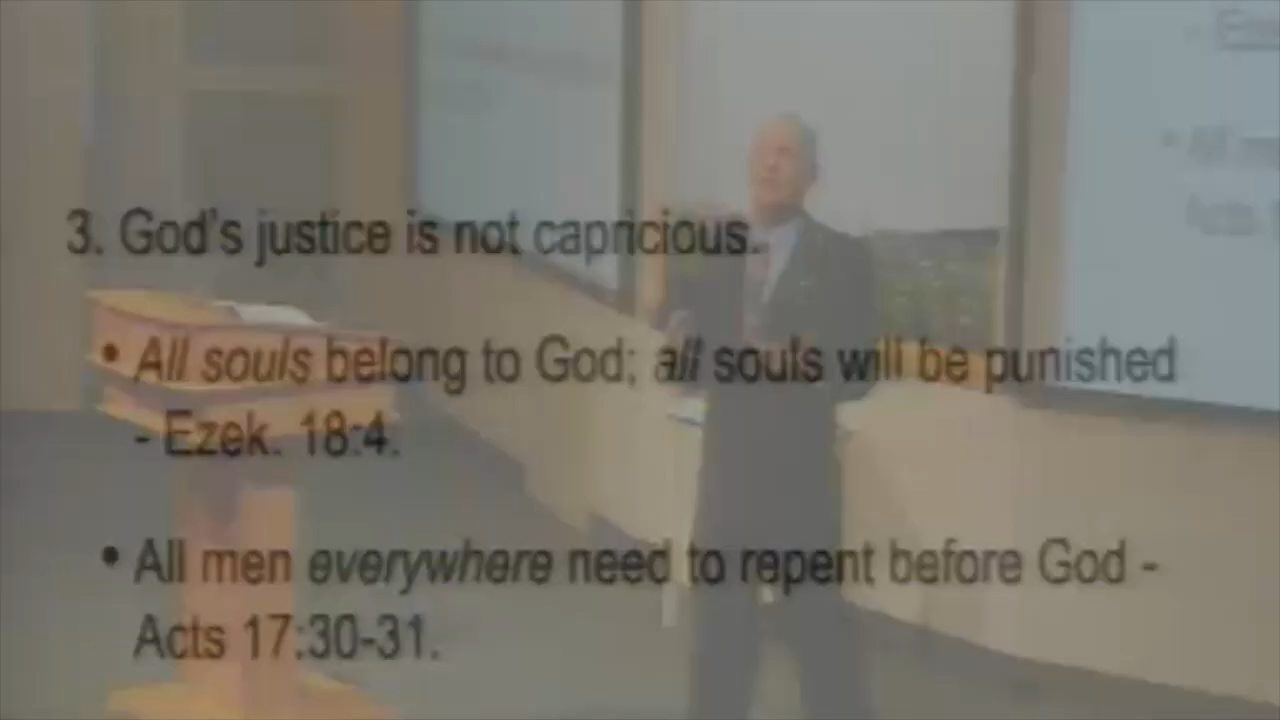 3. God's justice is not capricious.
• All souls belong to God; all souls will be punished
- Ezek. 18:4.
• All men everywhere need to repent before God -
Acts 17:30-31.